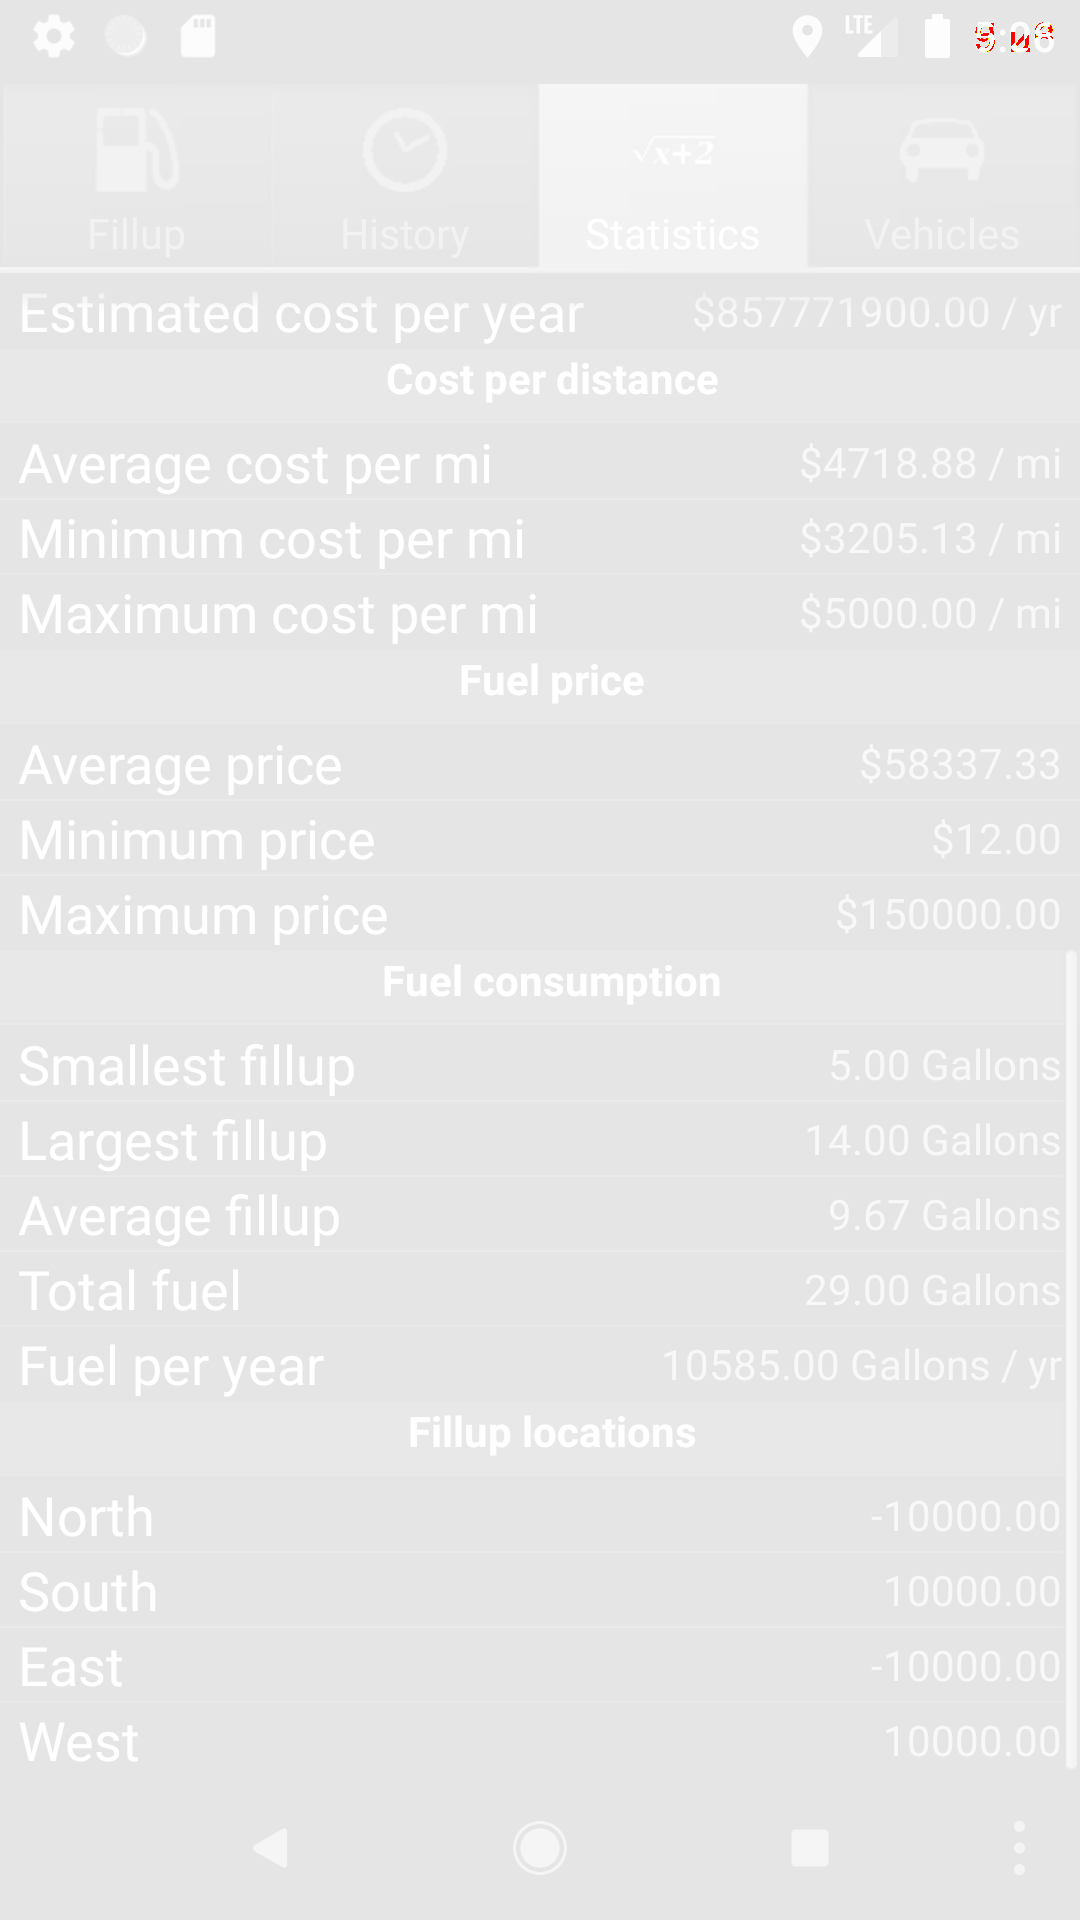 LTE
Fillup History √x+2 Statistics Vehicles
Estimated cost per year $857771900.00 / yr
Cost per distance
Average cost per mi $4718.88 / mi
Minimum cost per mi $3205.13 / mi
Maximum cost per mi $5000.00 / mi
Fuel price
Average price $58337.33
Minimum price $12.00
Maximum price $150000.00
Fuel consumption
Smallest fillup 5.00 Gallons
Largest fillup 14.00 Gallons
Average fillup 9.67 Gallons
Total fuel 29.00 Gallons
Fuel per year 10585.00 Gallons / yr
Fillup locations
North -10000.00
South 10000.00
East -10000.00
West 10000.00